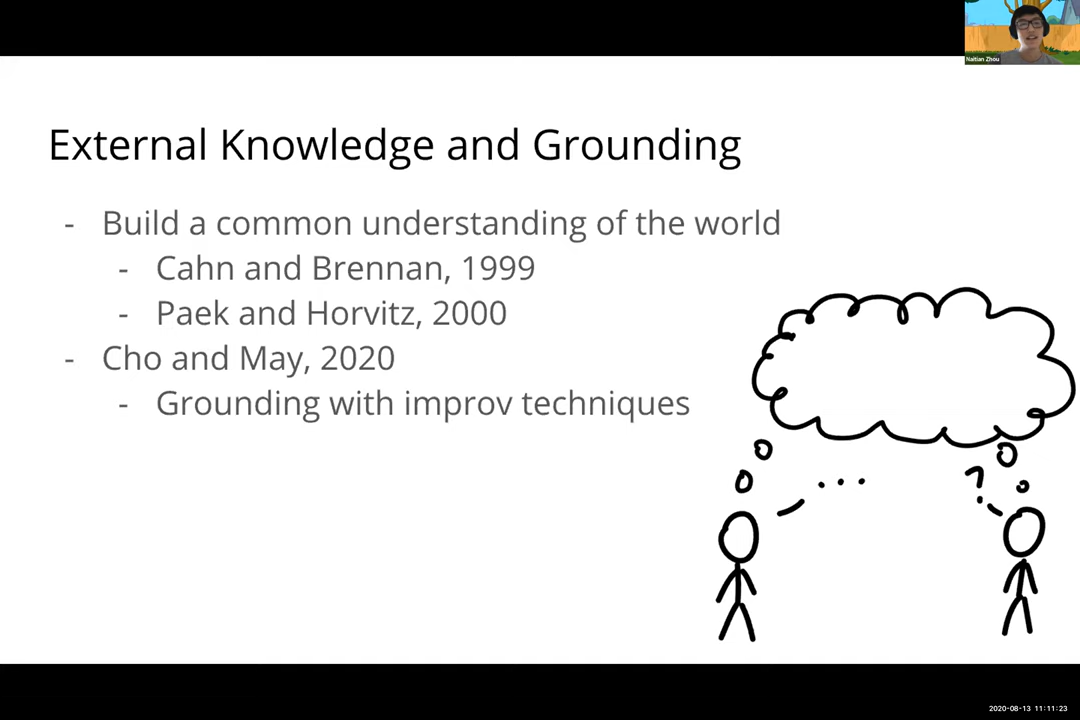 Naitian Zhou
External Knowledge and Grounding
- Build a common understanding of the world
- Cahn and Brennan, 1999
- Paek and Horvitz, 2000
- Cho and May, 2020
- Grounding with improv techniques
...
?
2020-08-13 11:11:23